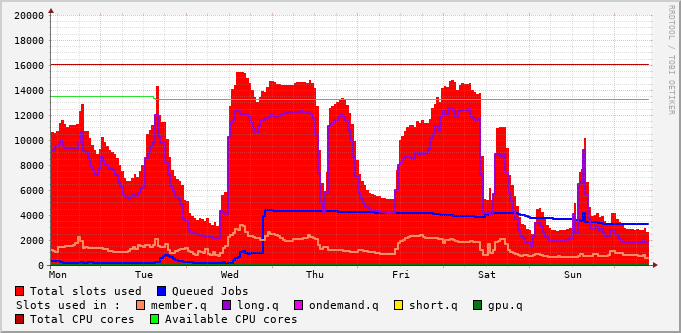 20000
18000
16000
14000
12000
10000
8000
6000
4000
2000
0
Mon Tue Wed Thu Fri Sat Sun
RRDTOOL / TOBI OETIKER
Total slots used Queued Jobs
Slots used in : member.q long.q ondemand.q short.q gpu.q
Total CPU cores Available CPU cores